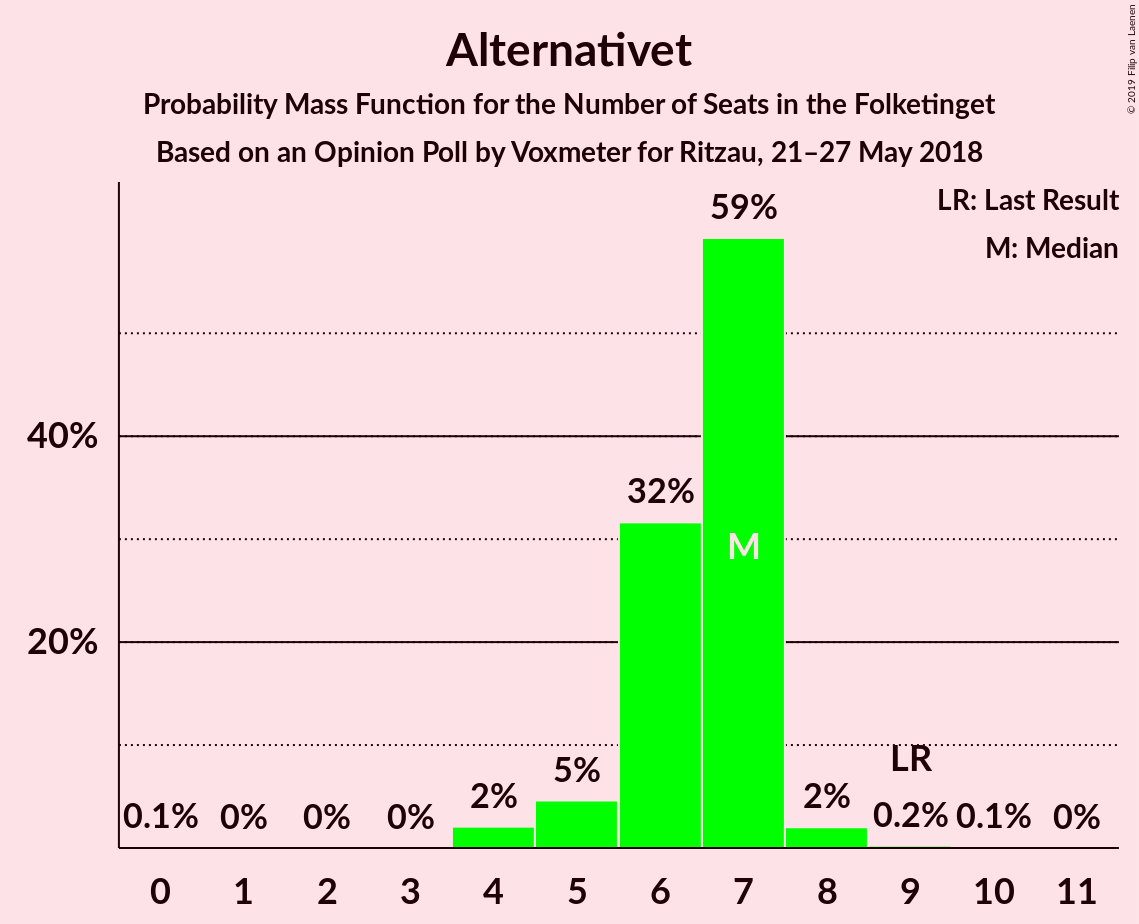 Alternativet
Probability Mass Function for the Number of Seats in the Folketinget
Based on an Opinion Poll by Voxmeter for Ritzau, 21–27 May 2018
© 2019 Filip van Laenen
LR: Last Result
M: Median
59%
40%
32%
M
20%
LR
5%
2%
2%
0.1%
0%
0%
0%
0.2%
0.1%
0%
0 1 2 3 4 5 6 7 8 9 10 11